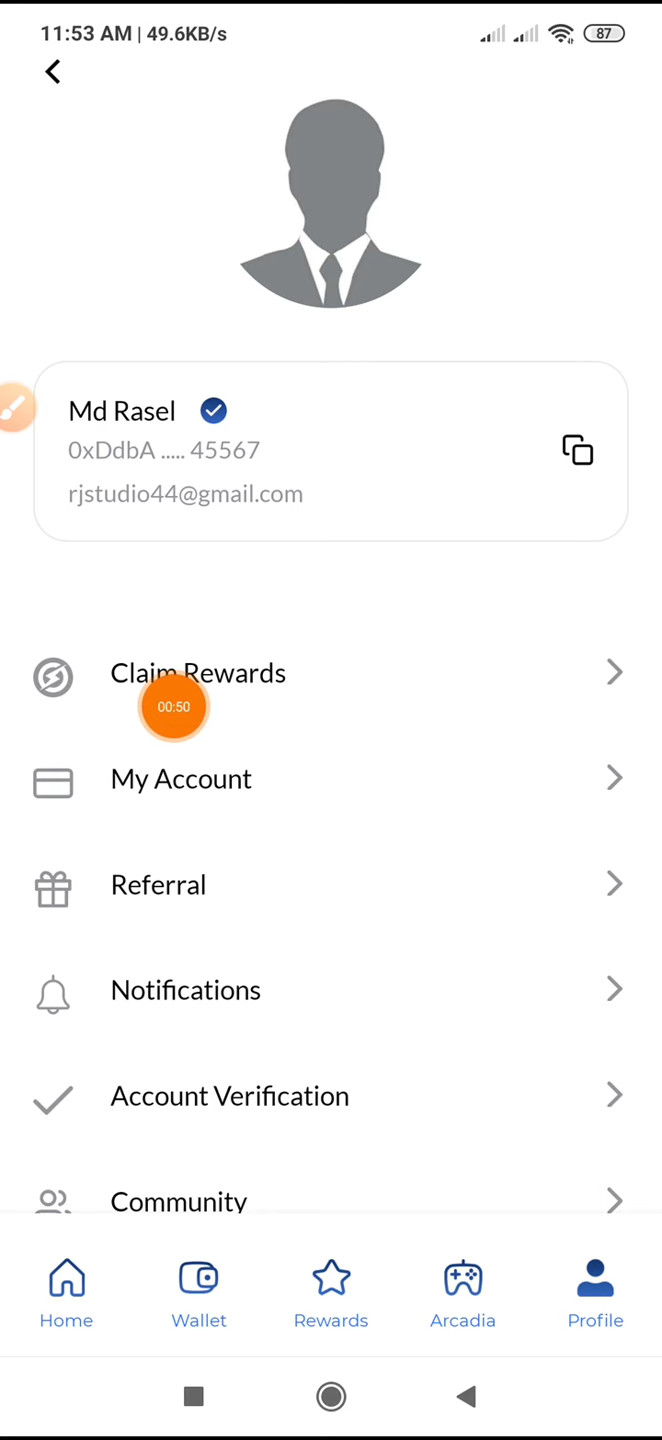 11:53 AM | 49.6KB/s
87
Md Rasel
0xDdbA ..... 45567
rjstudio44@gmail.com
Claim Rewards
00:50
My Account
Referral
Notifications
Account Verification
Community
Home Wallet Rewards Arcadia Profile